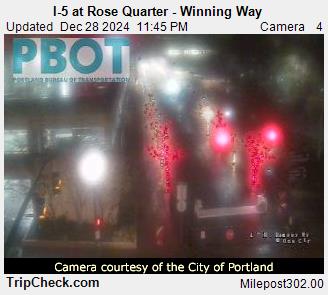 I-5 at Rose Quarter - Winning Way
Updated Dec 28 2024 11:45 PM Camera 4
PBOT
PORTLAND BUREAU OF TRANSPORTATION
Camera courtesy of the City of Portland
TripCheck.com Milepost302.00